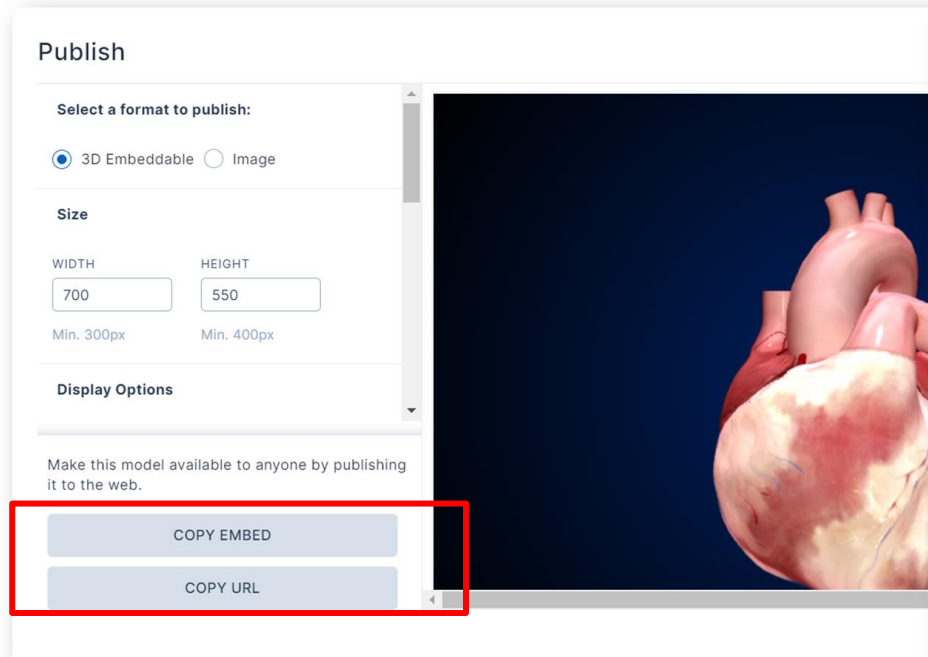 Publish
Select a format to publish:
3D Embeddable Image
Size
WIDTH HEIGHT
700 550
Min. 300px Min. 400px
Display Options
Make this model available to anyone by publishing
it to the web.
COPY EMBED
COPY URL